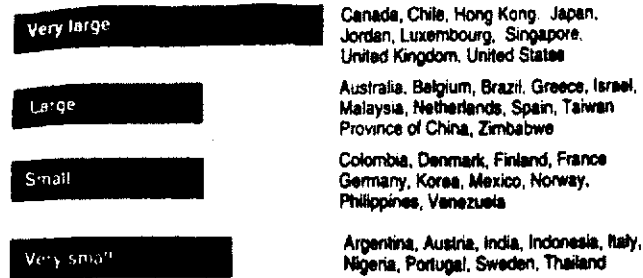 Very large
Canada, Chile, Hong Kong. Japan,
Jordan, Luxembourg, Singapore,
United Kingdom, United States
Large
Australia, Belgium, Brazil, Greece, Israel,
Malaysia, Netherlands, Spain, Taiwan
Province of China, Zimbabwe
Small
Colombia, Denmark, Finland, France
Germany, Korea, Mexico, Norway,
Philippines, Venezuela
Very small
Argentina, Austria, India, Indonesia, Italy,
Nigeria, Portugal, Sweden, Thailand